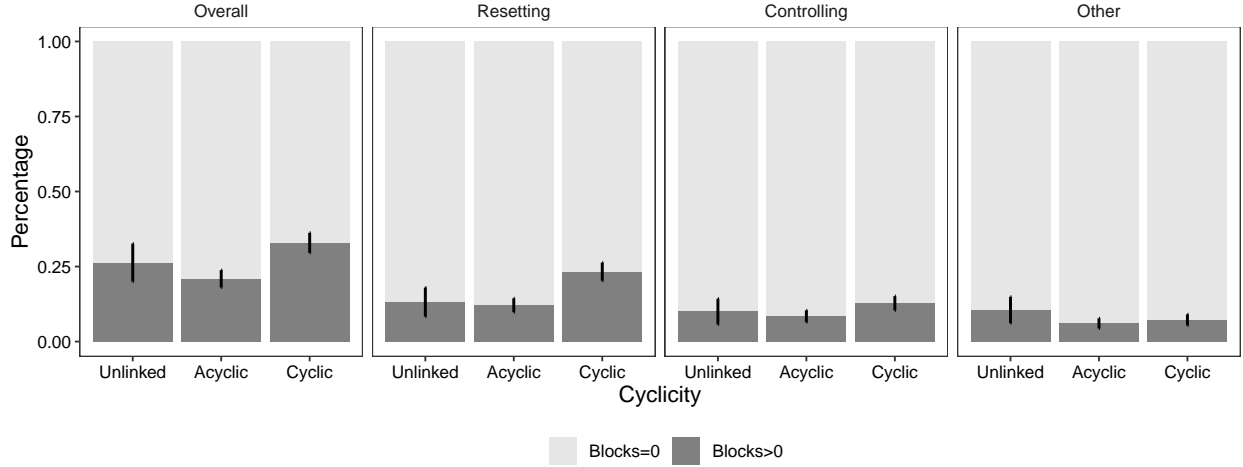 Overall Resetting Controlling Other
1.00
0.75
0.50
0.25
0.00
Percentage
Unlinked Acyclic Cyclic Unlinked Acyclic Cyclic Unlinked Acyclic Cyclic Unlinked Acyclic Cyclic
Cyclicity
Blocks=0 Blocks>0